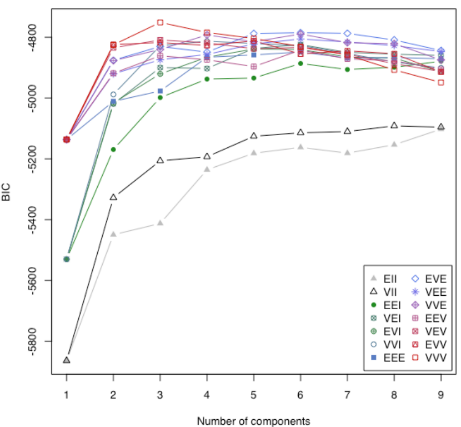 BIC
-4800
-5000
-5200
-5400
-5600
-5800
1 2 3 4 5 6 7 8 9
Number of components
EII EVE
VII VEE
EEI VVE
VEI EEV
EVI VEV
VVI EVV
EEE VVV